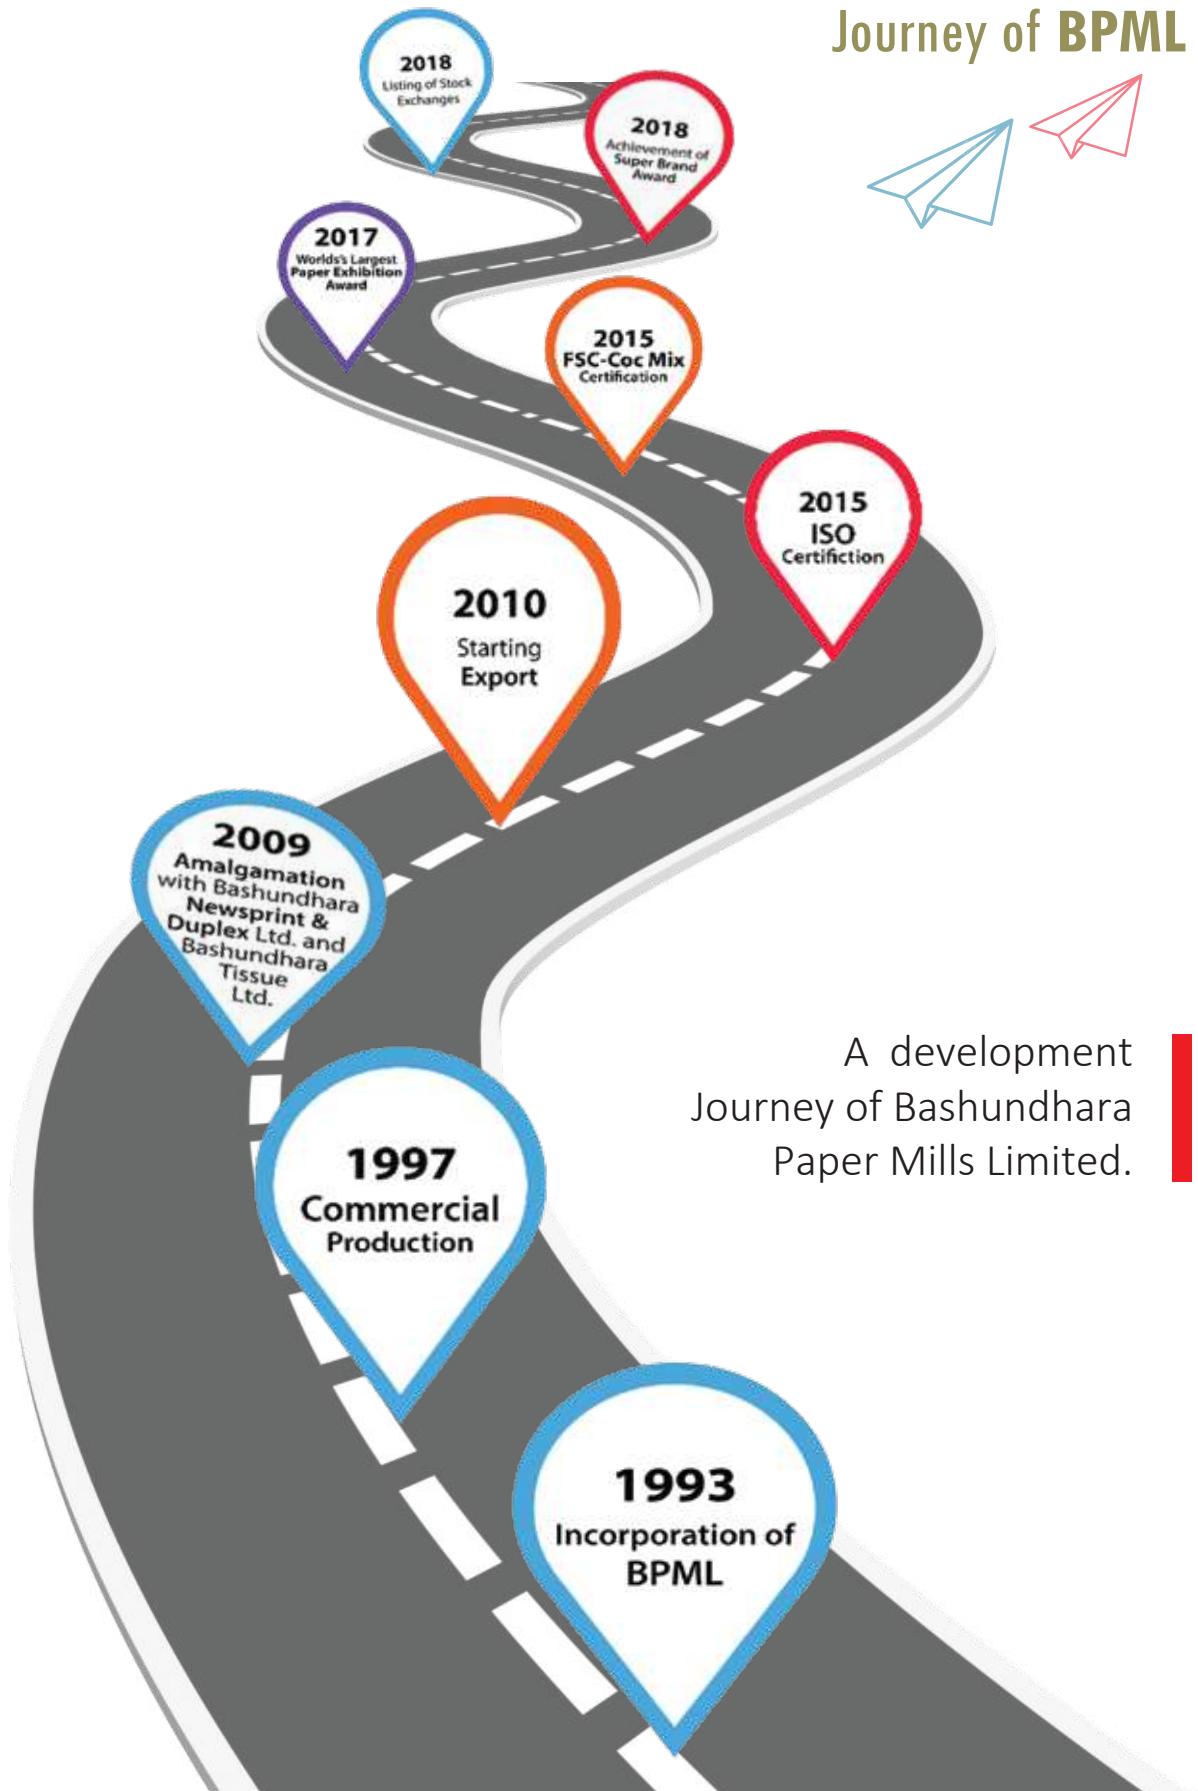 Journey of BPML
2018
Listing of Stock
Exchanges
2018
Achievement of
Super Brand
Award
2017
Worlds's Largest
Paper Exhibition
Award
2015
FSC-Coc Mix
Certification
2015
ISO
Certifiction
2010
Starting
Export
2009
Amalgamation
with Bashundhara
Newsprint &
Duplex Ltd. and
Bashundhara
Tissue
Ltd.
A development
Journey of Bashundhara
Paper Mills Limited.
1997
Commercial
Production
1993
Incorporation of
BPML